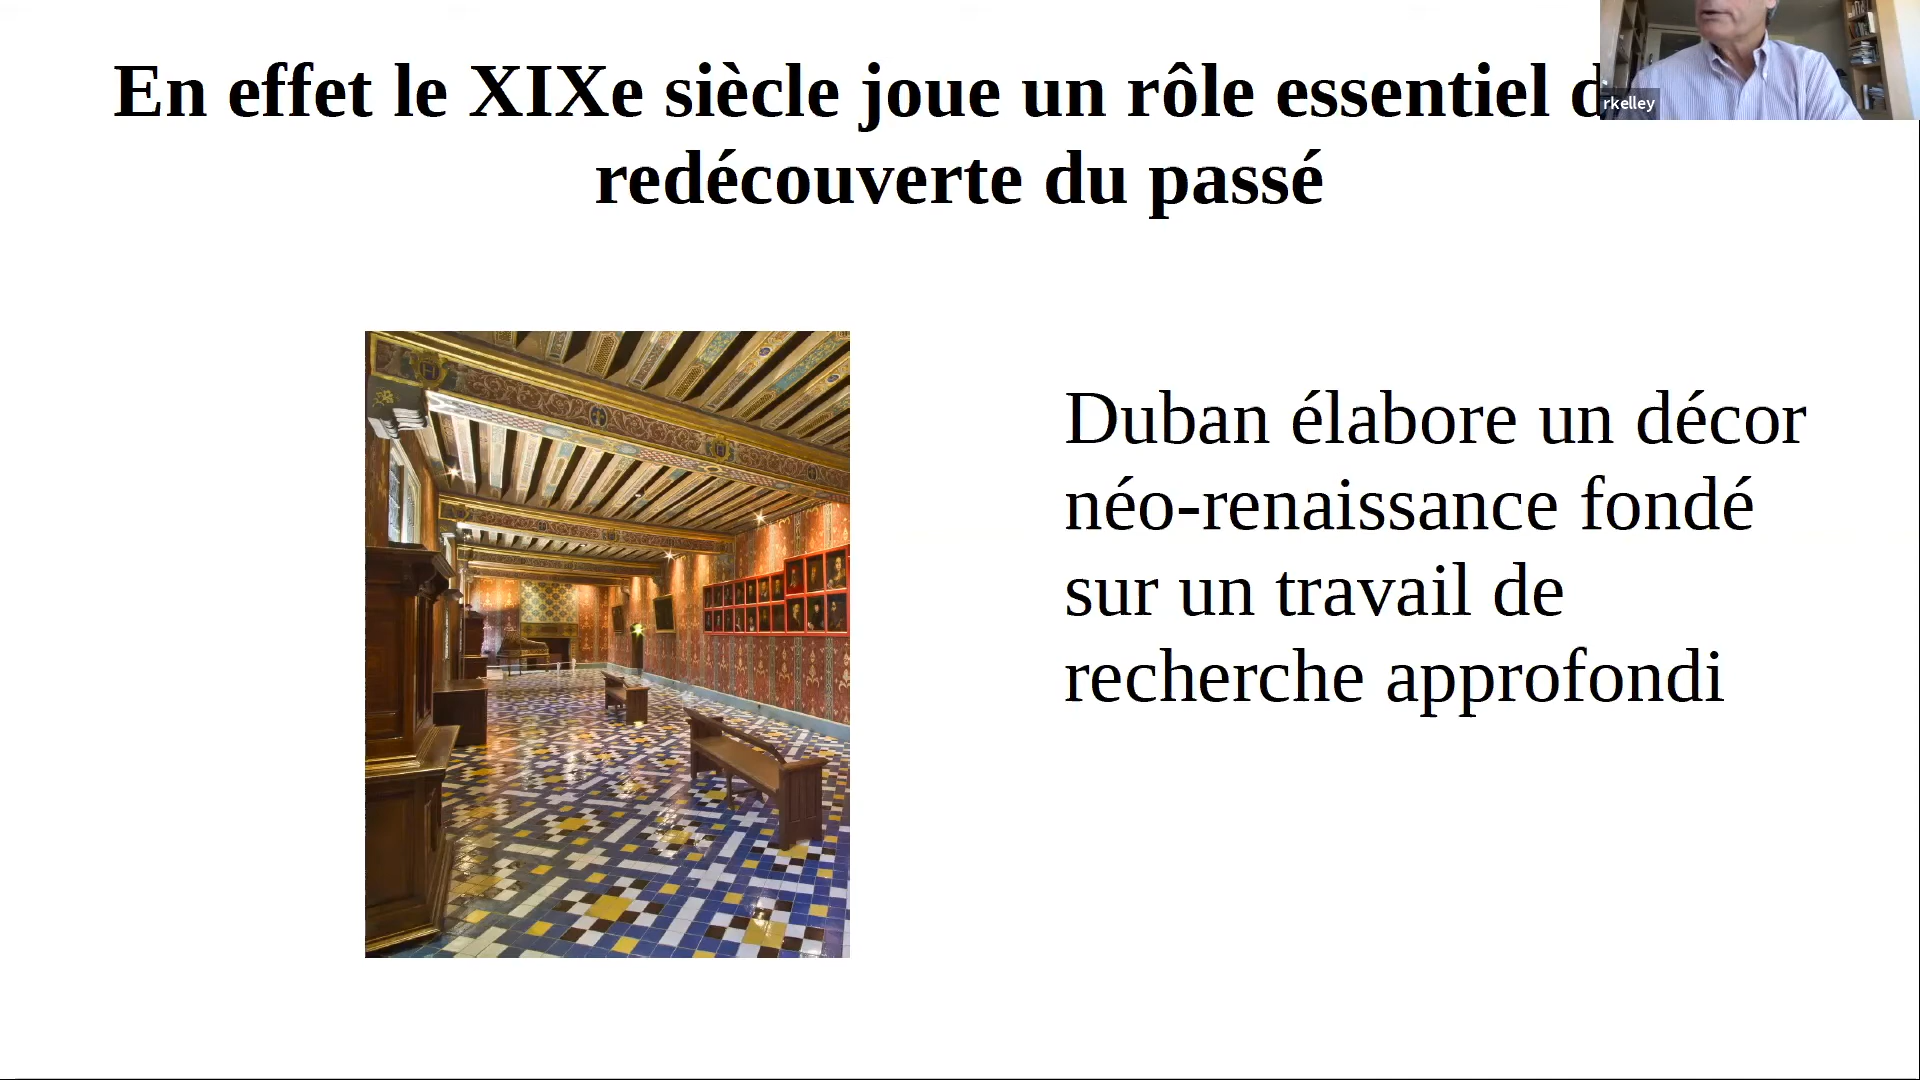 En effet le XIXe siècle joue un rôle essentiel
redécouverte du passé
rkelley
Duban élabore un décor
néo-renaissance fondé
sur un travail de
recherche approfondi